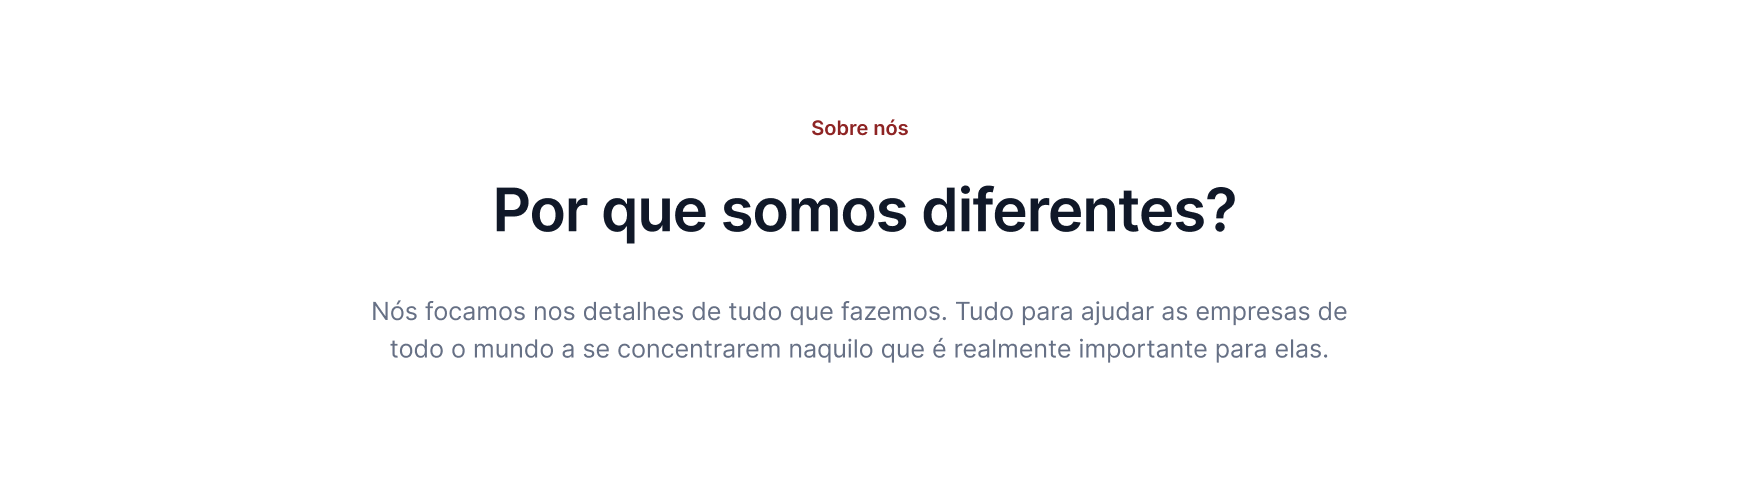 Sobre nós
Por que somos diferentes?
Nós focamos nos detalhes de tudo que fazemos. Tudo para ajudar as empresas de
todo o mundo a se concentrarem naquilo que é realmente importante para elas.